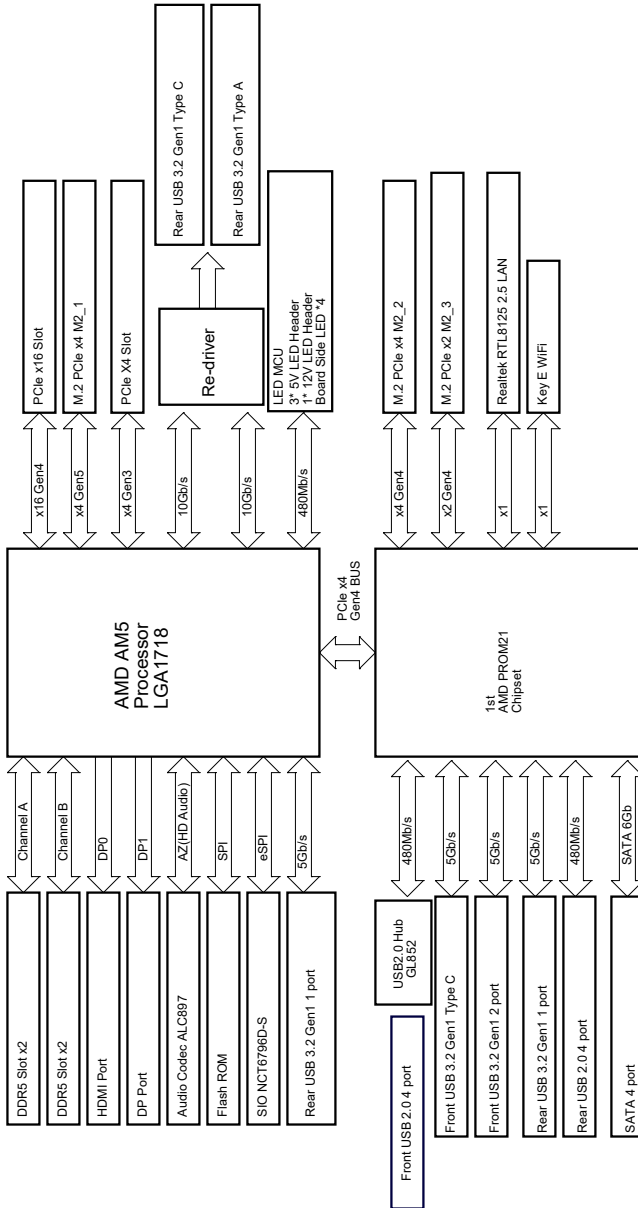 DDR5 Slot x2
Channel A
DDR5 Slot x2
Channel B
HDMI Port
DP0
DP Port
DP1
Audio Codec ALC897
AZ(HD Audio)
Flash ROM
SPI
SIO NCT6796D-S
eSPI
Rear USB 3.2 Gen1 1 port
5Gb/s
AMD AM5
Processor
LGA1718
x16 Gen4
PCIe x16 Slot
x4 Gen5
M.2 PCIe x4 M2_1
x4 Gen3
PCIe X4 Slot
10Gb/s
10Gb/s
Re-driver
Rear USB 3.2 Gen1 Type C
Rear USB 3.2 Gen1 Type A
480Mb/s
LED MCU
3* 5V LED Header
1* 12V LED Header
Board Side LED *4
PCIe x4
Gen4 BUS
Front USB 2.0 4 port
USB2.0 Hub
GL852
480Mb/s
Front USB 3.2 Gen1 Type C
5Gb/s
Front USB 3.2 Gen1 2 port
5Gb/s
Rear USB 3.2 Gen1 1 port
5Gb/s
Rear USB 2.0 4 port
480Mb/s
SATA 4 port
SATA 6Gb
1st
AMD PROM21
Chipset
x4 Gen4
M.2 PCIe x4 M2_2
x2 Gen4
M.2 PCIe x2 M2_3
x1
Realtek RTL8125 2.5 LAN
x1
Key E WiFi